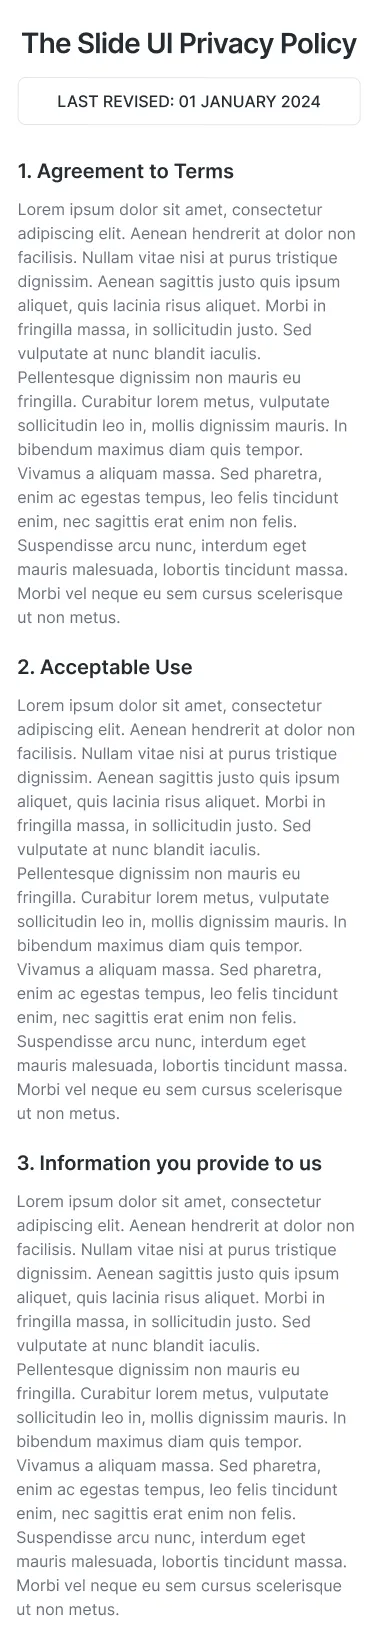 The Slide UI Privacy Policy
LAST REVISED: 01 JANUARY 2024
1. Agreement to Terms
Lorem ipsum dolor sit amet, consectetur
adipiscing elit. Aenean hendrerit at dolor non
facilisis. Nullam vitae nisi at purus tristique
dignissim. Aenean sagittis justo quis ipsum
aliquet, quis lacinia risus aliquet. Morbi in
fringilla massa, in sollicitudin justo. Sed
vulputate at nunc blandit iaculis.
Pellentesque dignissim non mauris eu
fringilla. Curabitur lorem metus, vulputate
sollicitudin leo in, mollis dignissim mauris. In
bibendum maximus diam quis tempor.
Vivamus a aliquam massa. Sed pharetra,
enim ac egestas tempus, leo felis tincidunt
enim, nec sagittis erat enim non felis.
Suspendisse arcu nunc, interdum eget
mauris malesuada, lobortis tincidunt massa.
Morbi vel neque eu sem cursus scelerisque
ut non metus.
2. Acceptable Use
Lorem ipsum dolor sit amet, consectetur
adipiscing elit. Aenean hendrerit at dolor non
facilisis. Nullam vitae nisi at purus tristique
dignissim. Aenean sagittis justo quis ipsum
aliquet, quis lacinia risus aliquet. Morbi in
fringilla massa, in sollicitudin justo. Sed
vulputate at nunc blandit iaculis.
Pellentesque dignissim non mauris eu
fringilla. Curabitur lorem metus, vulputate
sollicitudin leo in, mollis dignissim mauris. In
bibendum maximus diam quis tempor.
Vivamus a aliquam massa. Sed pharetra,
enim ac egestas tempus, leo felis tincidunt
enim, nec sagittis erat enim non felis.
Suspendisse arcu nunc, interdum eget
mauris malesuada, lobortis tincidunt massa.
Morbi vel neque eu sem cursus scelerisque
ut non metus.
3. Information you provide to us
Lorem ipsum dolor sit amet, consectetur
adipiscing elit. Aenean hendrerit at dolor non
facilisis. Nullam vitae nisi at purus tristique
dignissim. Aenean sagittis justo quis ipsum
aliquet, quis lacinia risus aliquet. Morbi in
fringilla massa, in sollicitudin justo. Sed
vulputate at nunc blandit iaculis.
Pellentesque dignissim non mauris eu
fringilla. Curabitur lorem metus, vulputate
sollicitudin leo in, mollis dignissim mauris. In
bibendum maximus diam quis tempor.
Vivamus a aliquam massa. Sed pharetra,
enim ac egestas tempus, leo felis tincidunt
enim, nec sagittis erat enim non felis.
Suspendisse arcu nunc, interdum eget
mauris malesuada, lobortis tincidunt massa.
Morbi vel neque eu sem cursus scelerisque
ut non metus.